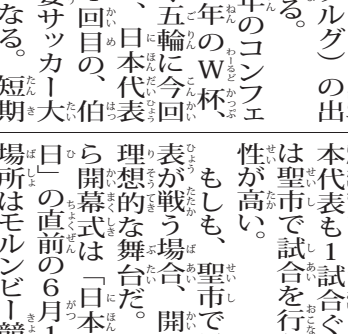 ルグ）の出
る。
年のコンフェ
年のW杯、
五輪に今回
、日本代表
回目の、伯
夏サッカー大
なる。短期
本代表も1試合ぐ
は聖市で試合を行
性が高い。
もしも、聖市で
表が戦う場合、開
理想的な舞台だ。
ら開幕式は「日本
日」の直前の6月1
場所はモルンビー競